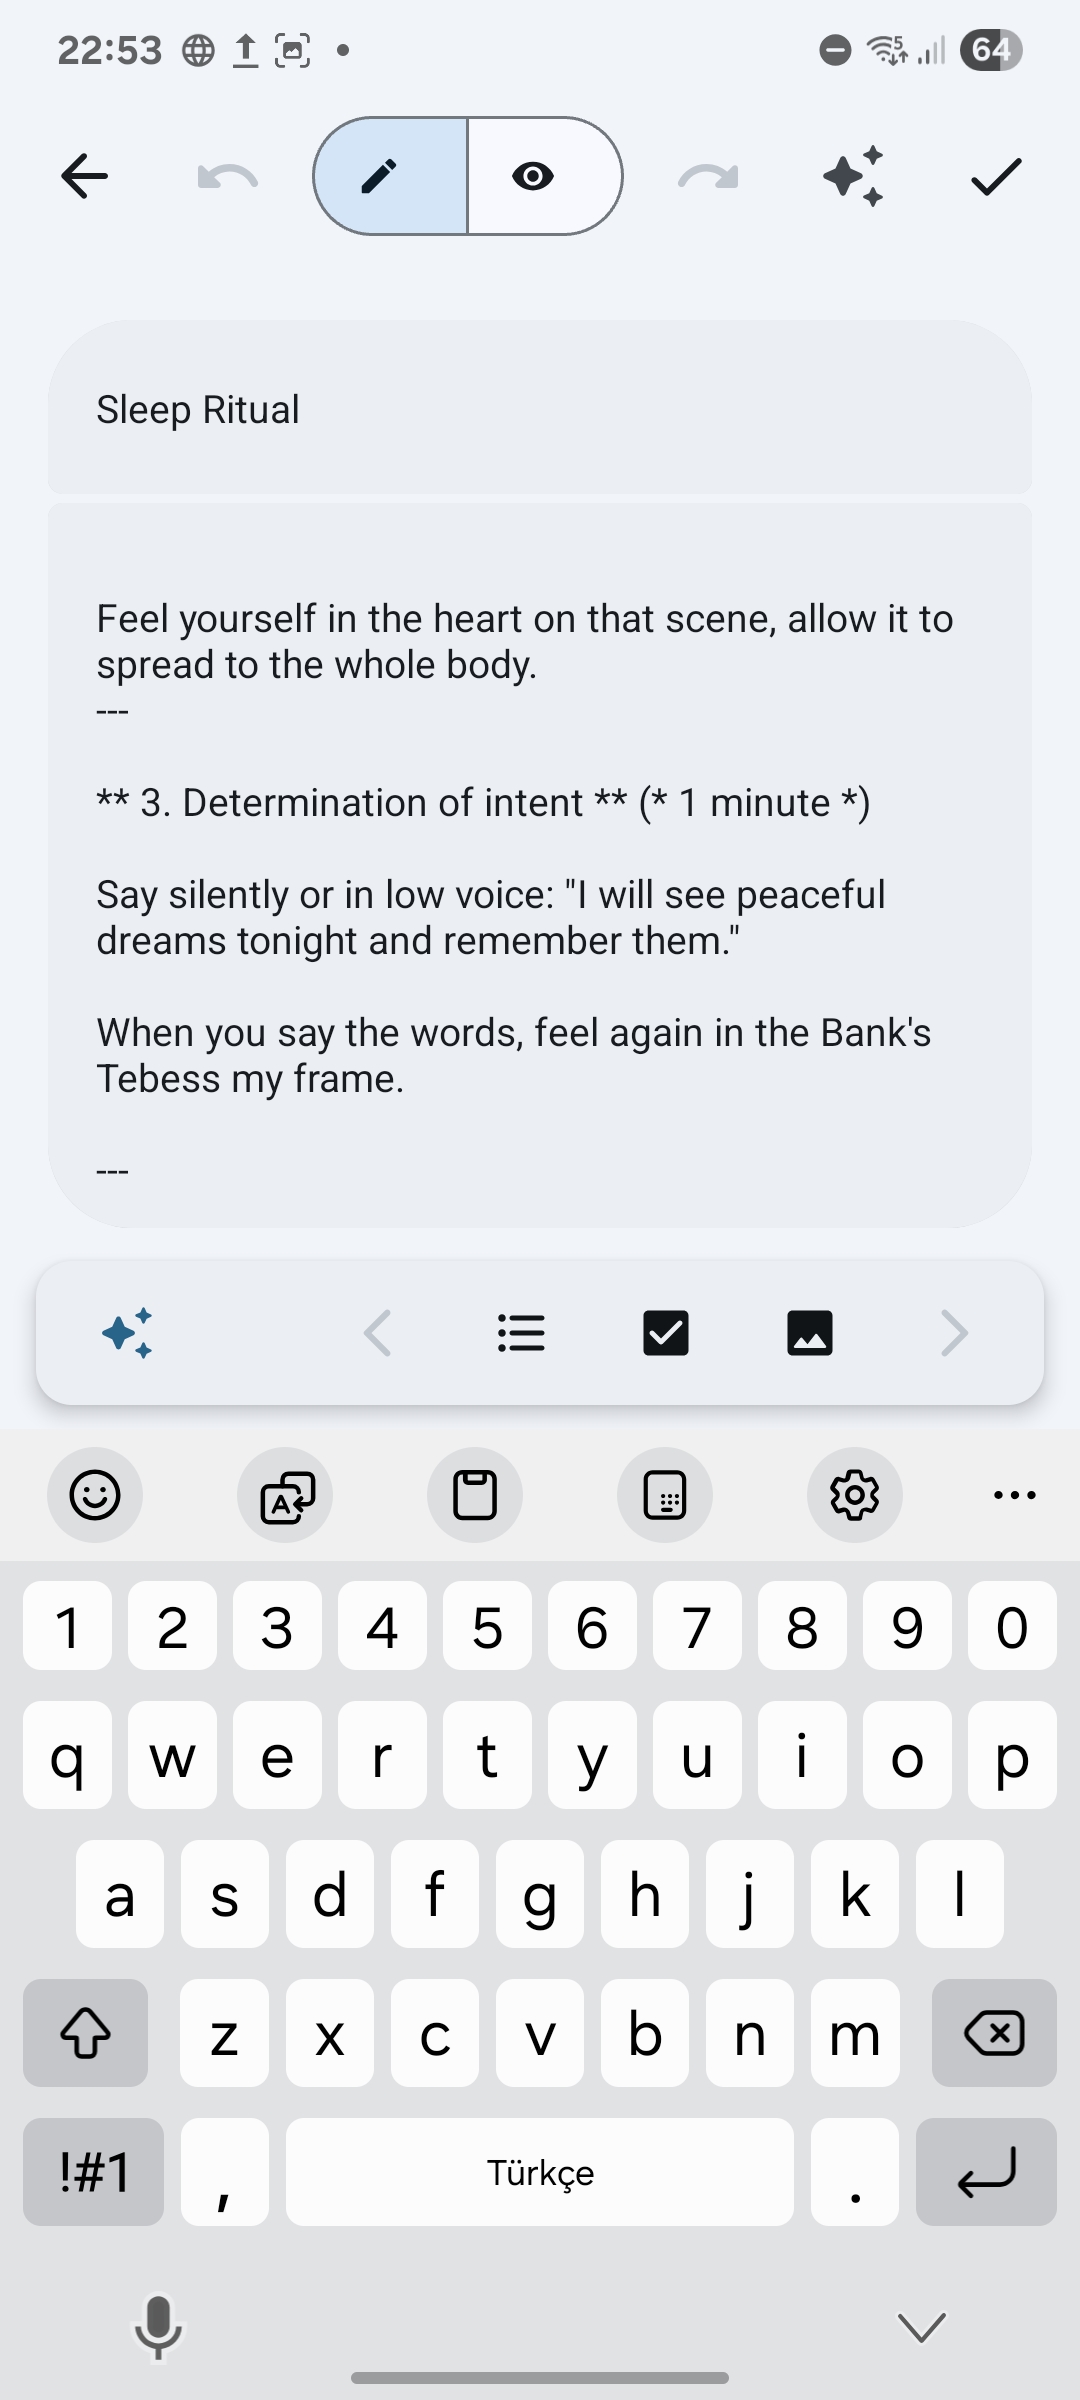 22:53
5
64
Sleep Ritual
Feel yourself in the heart on that scene, allow it to
spread to the whole body.
---
** 3. Determination of intent ** (* 1 minute *)
Say silently or in low voice: "I will see peaceful
dreams tonight and remember them."
When you say the words, feel again in the Bank's
Tebess my frame.
---
A
1 2 3 4 5 6 7 8 9 0
q w e r t y u i o p
a s d f g h j k l
z x c v b n m
!#1 , Türkçe .